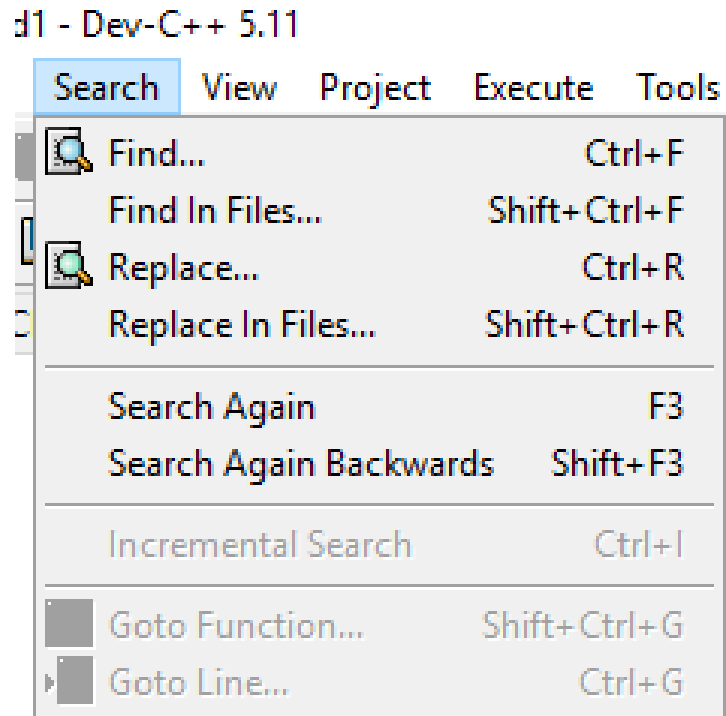 d1 - Dev-C++ 5.11
Search View Project Execute Tools
Find... Ctrl+F
Find In Files... Shift+Ctrl+F
Replace... Ctrl+R
Replace In Files... Shift+Ctrl+R
Search Again F3
Search Again Backwards Shift+F3
Incremental Search Ctrl+I
Goto Function... Shift+Ctrl+G
Goto Line... Ctrl+G